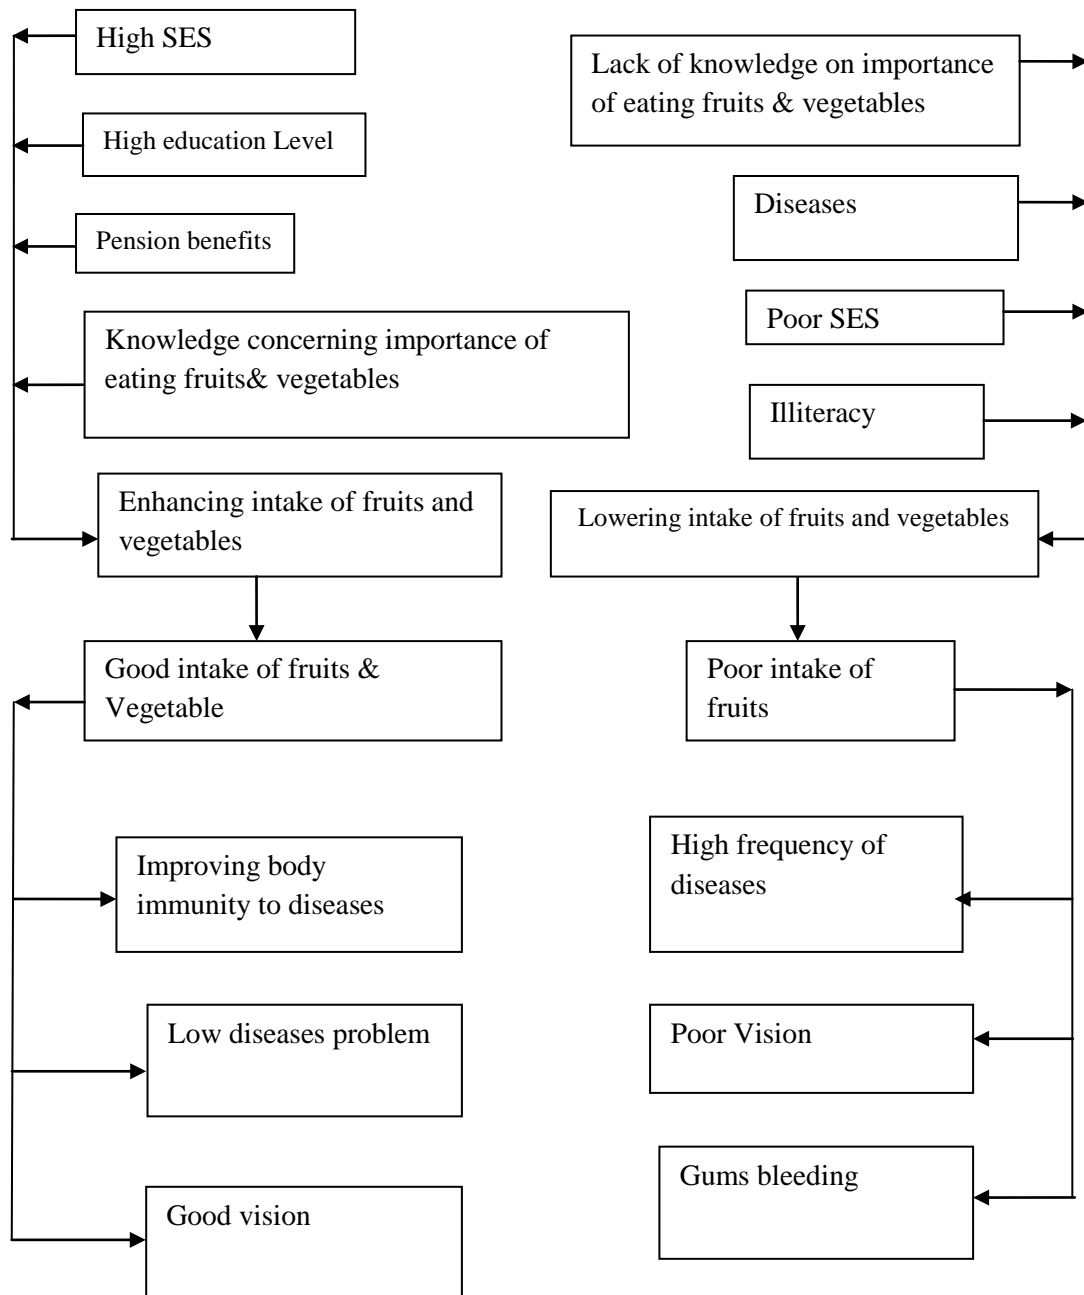 High SES
High education Level
Pension benefits
Knowledge concerning importance of
eating fruits& vegetables
Enhancing intake of fruits and
vegetables
Good intake of fruits &
Vegetable
Improving body
immunity to diseases
Low diseases problem
Good vision
Lack of knowledge on importance
of eating fruits & vegetables
Diseases
Poor SES
Illiteracy
Lowering intake of fruits and vegetables
Poor intake of
fruits
High frequency of
diseases
Poor Vision
Gums bleeding